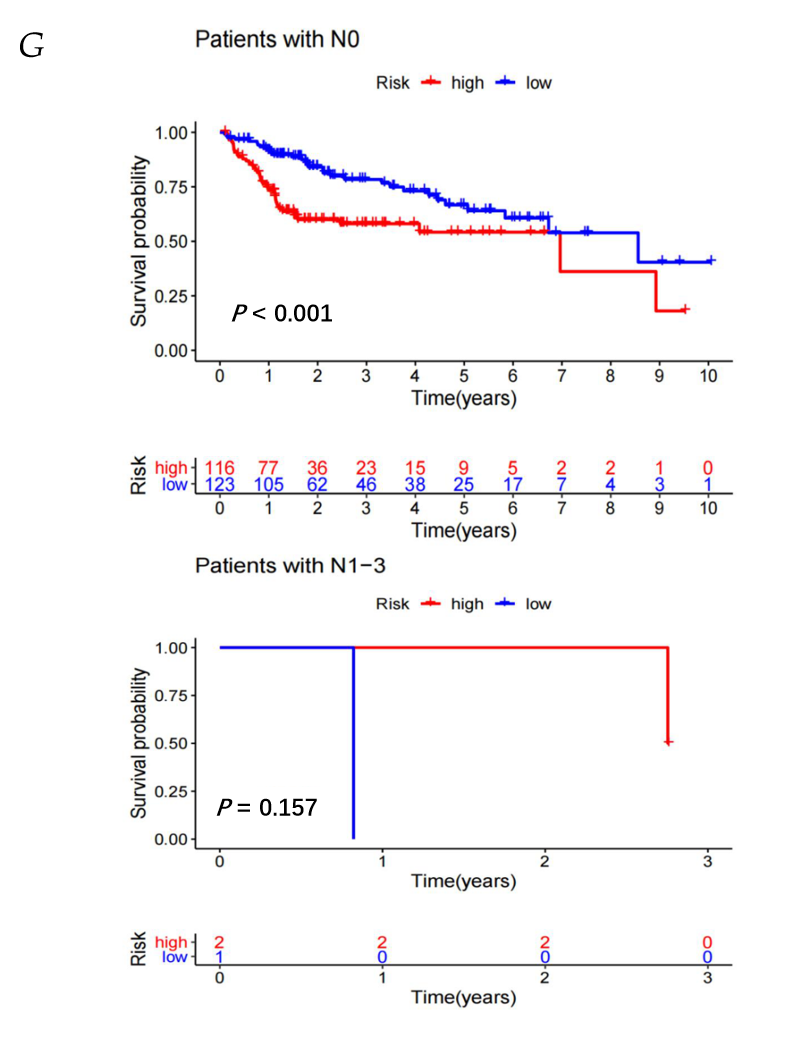 G
Patients with N0
Risk high low
Survival probability
1.00
0.75
0.50
0.25
0.00
P < 0.001
0 1 2 3 4 5 6 7 8 9 10
Time(years)
Risk
high 116 77 36 23 15 9 5 2 2 1 0
low 123 105 62 46 38 25 17 7 4 3 1
0 1 2 3 4 5 6 7 8 9 10
Time(years)
Patients with N1−3
Risk high low
Survival probability
1.00
0.75
0.50
0.25
0.00
P = 0.157
0 1 2 3
Time(years)
Risk
high 2 2 2 0
low 1 0 0 0
0 1 2 3
Time(years)